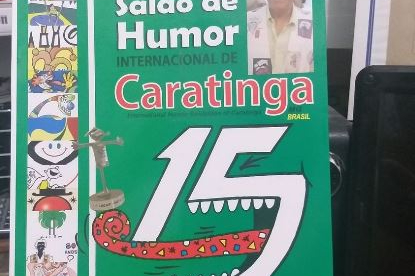 Salão de
Humor
INTERNACIONAL DE
Caratinga
BRASIL
15